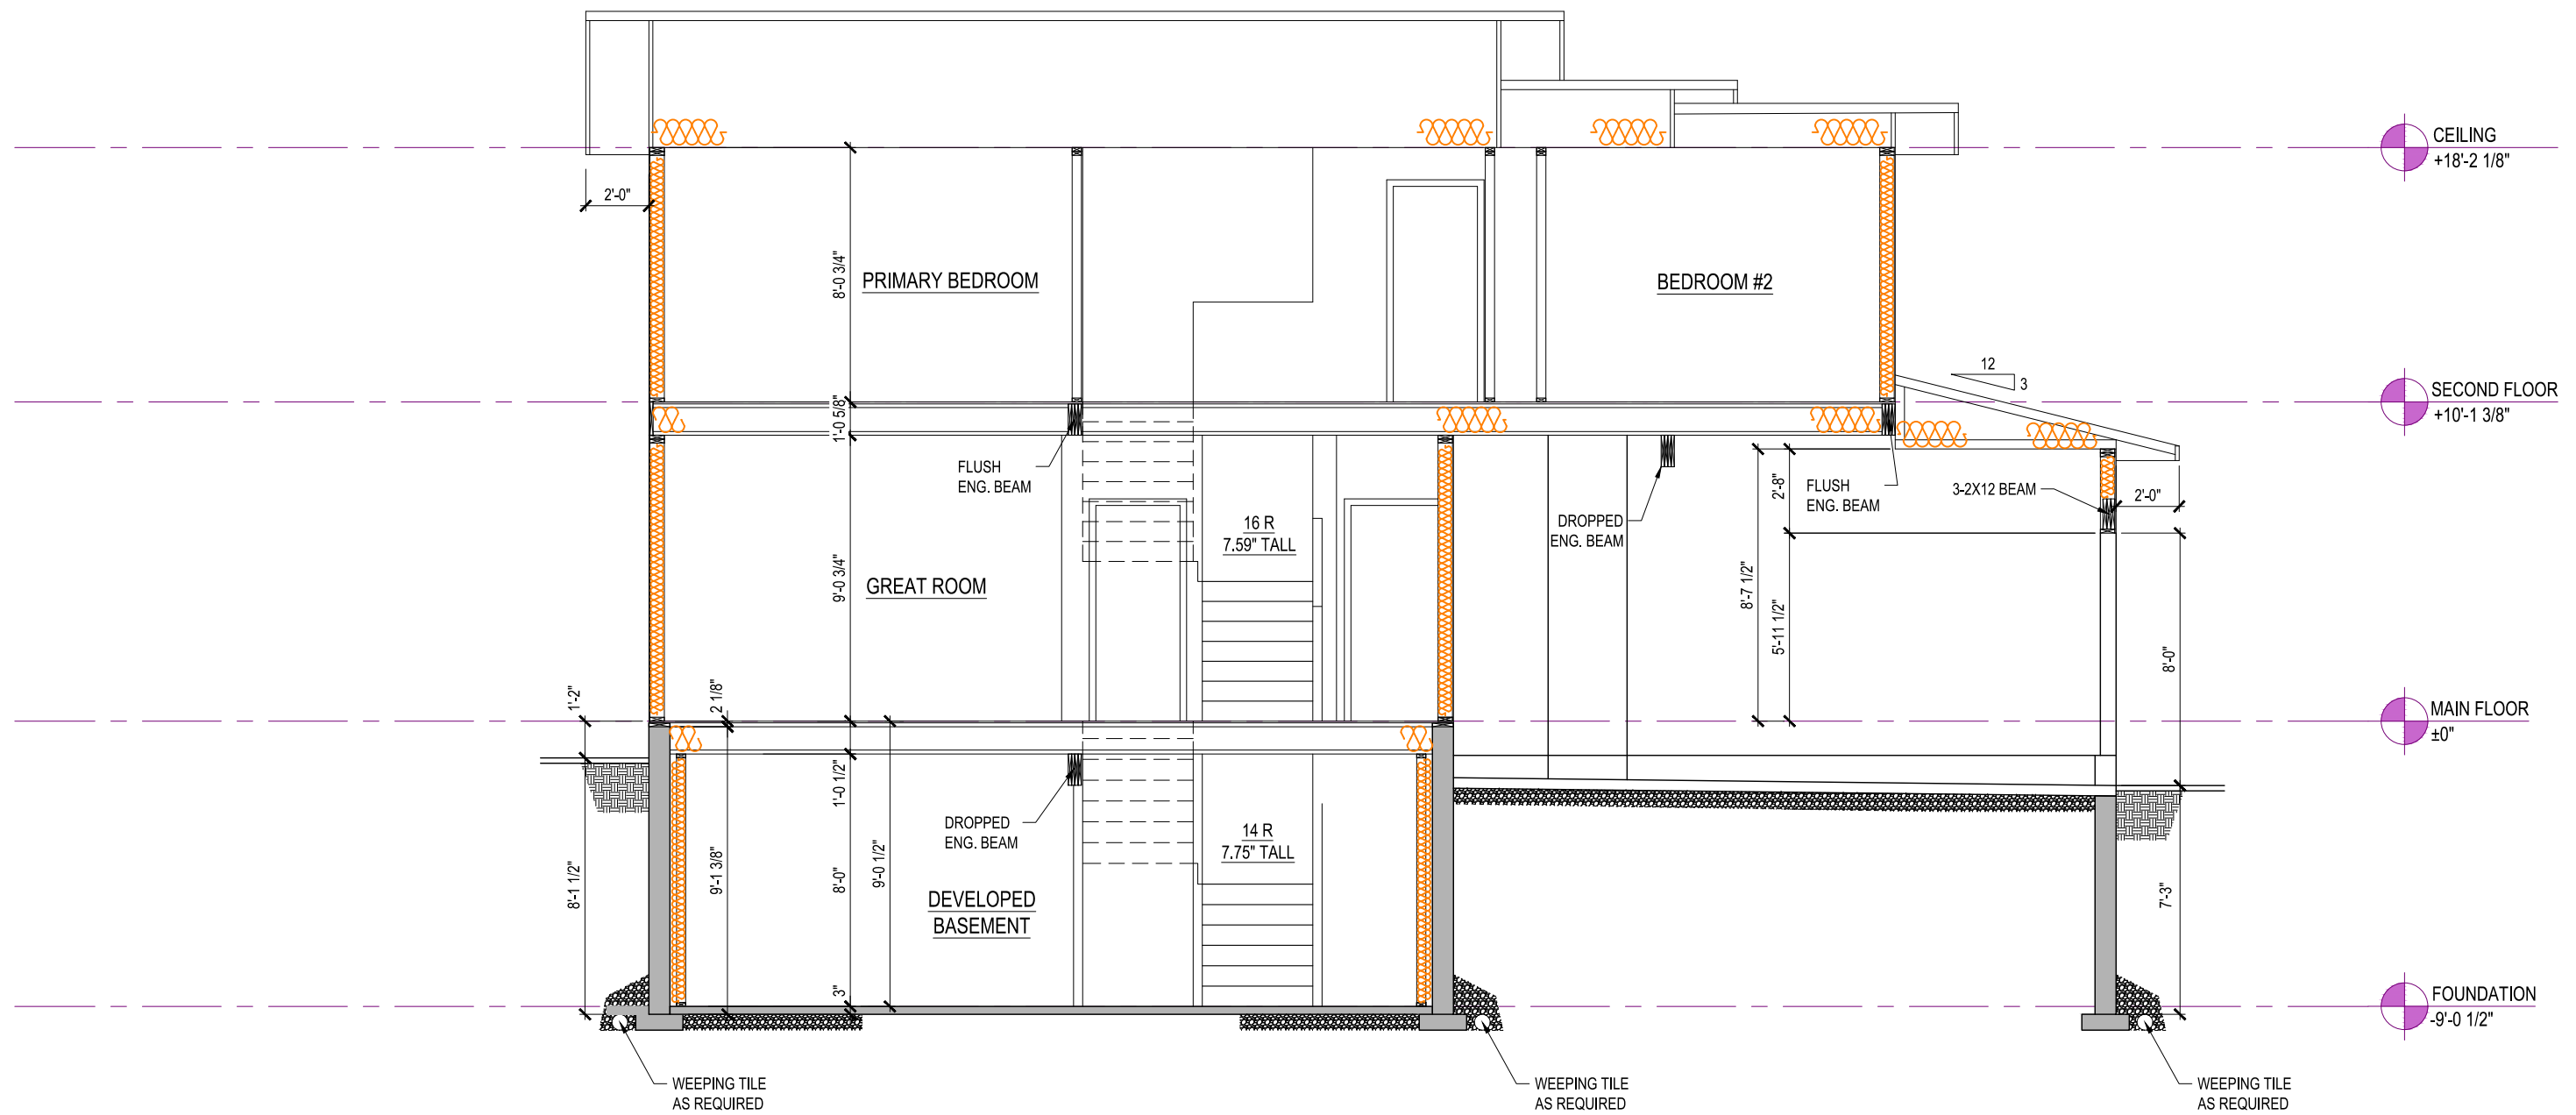 CEILING
+18'-2 1/8"
2'-0"
8'-0 3/4"
PRIMARY BEDROOM
BEDROOM #2
12
3
SECOND FLOOR
+10'-1 3/8"
1'-0 5/8"
FLUSH
ENG. BEAM
2'-8"
FLUSH
ENG. BEAM
3-2X12 BEAM
2'-0"
16 R
7.59" TALL
DROPPED
ENG. BEAM
9'-0 3/4"
GREAT ROOM
8'-7 1/2"
5'-11 1/2"
8'-0"
1'-2"
2 1/8"
MAIN FLOOR
±0"
1'-0 1/2"
DROPPED
ENG. BEAM
14 R
7.75" TALL
8'-1 1/2"
9'-1 3/8"
8'-0"
9'-0 1/2"
DEVELOPED
BASEMENT
7'-3"
3"
FOUNDATION
-9'-0 1/2"
WEEPING TILE
AS REQUIRED
WEEPING TILE
AS REQUIRED
WEEPING TILE
AS REQUIRED